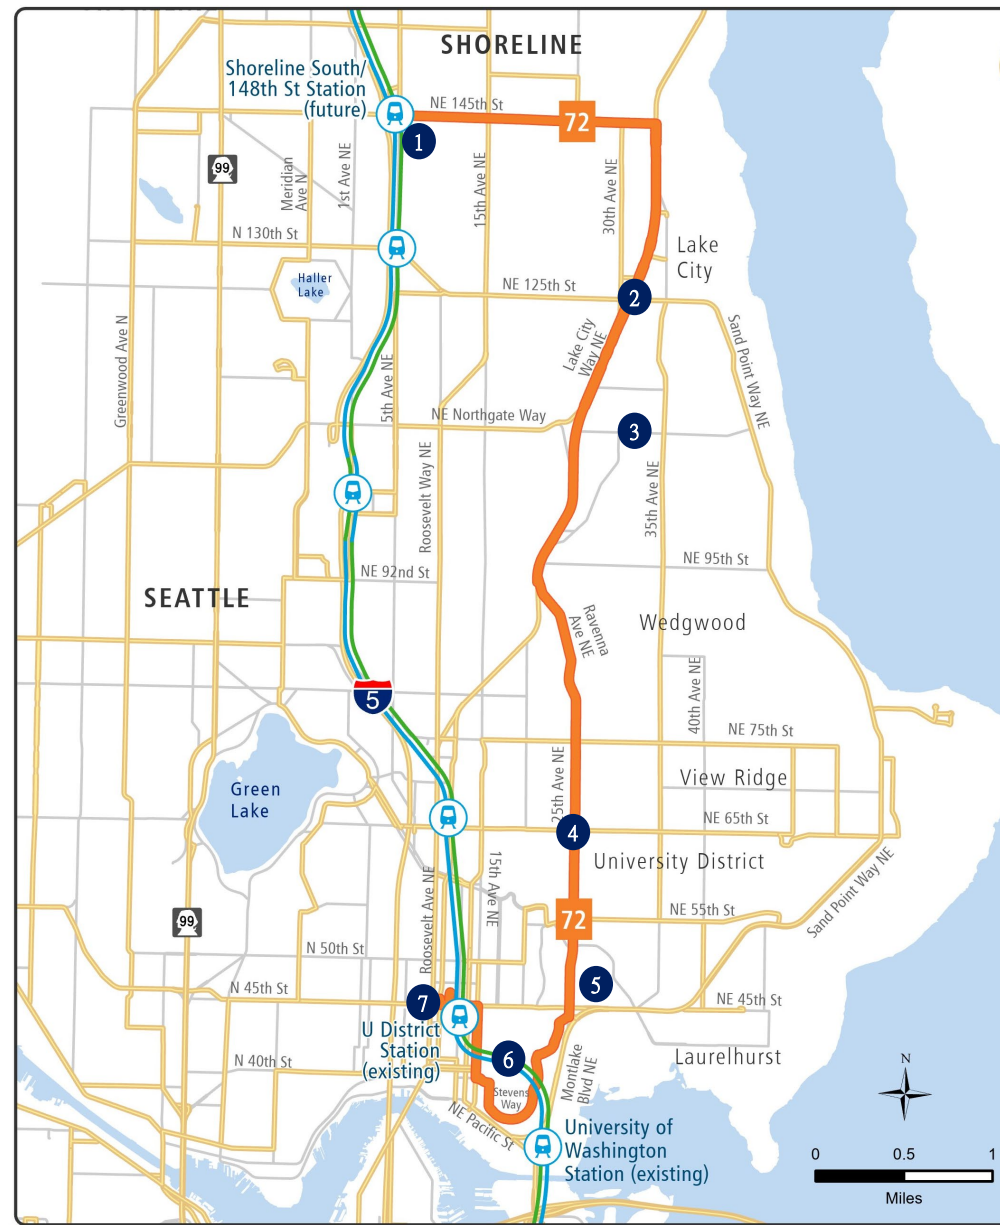 SHORELINE
Shoreline South/
148th St Station
(future)
NE 145th St
72
1
99
Meridian
Ave N
1st Ave NE
15th Ave NE
30th Ave NE
N 130th St
Lake
City
Haller
Lake
NE 125th St
2
Greenwood Ave N
5th Ave NE
Lake City
Way NE
Sand Point Way NE
NE Northgate Way
3
Roosevelt Way NE
35th Ave NE
NE 92nd St
NE 95th St
SEATTLE
Ravenna
Ave NE
Wedgwood
5
40th Ave NE
NE 75th St
25th Ave NE
View Ridge
Green
Lake
NE 65th St
4
University District
15th Ave NE
Roosevelt Ave NE
Sand Point Way NE
99
72
NE 55th St
N 50th St
5
N 45th St
7
NE 45th St
U District
Station
(existing)
6
N 40th St
Montlake
Blvd NE
Laurelhurst
Stevens
Way
NE Pacific St
University of
Washington
Station (existing)
N
0
0.5
1
Miles